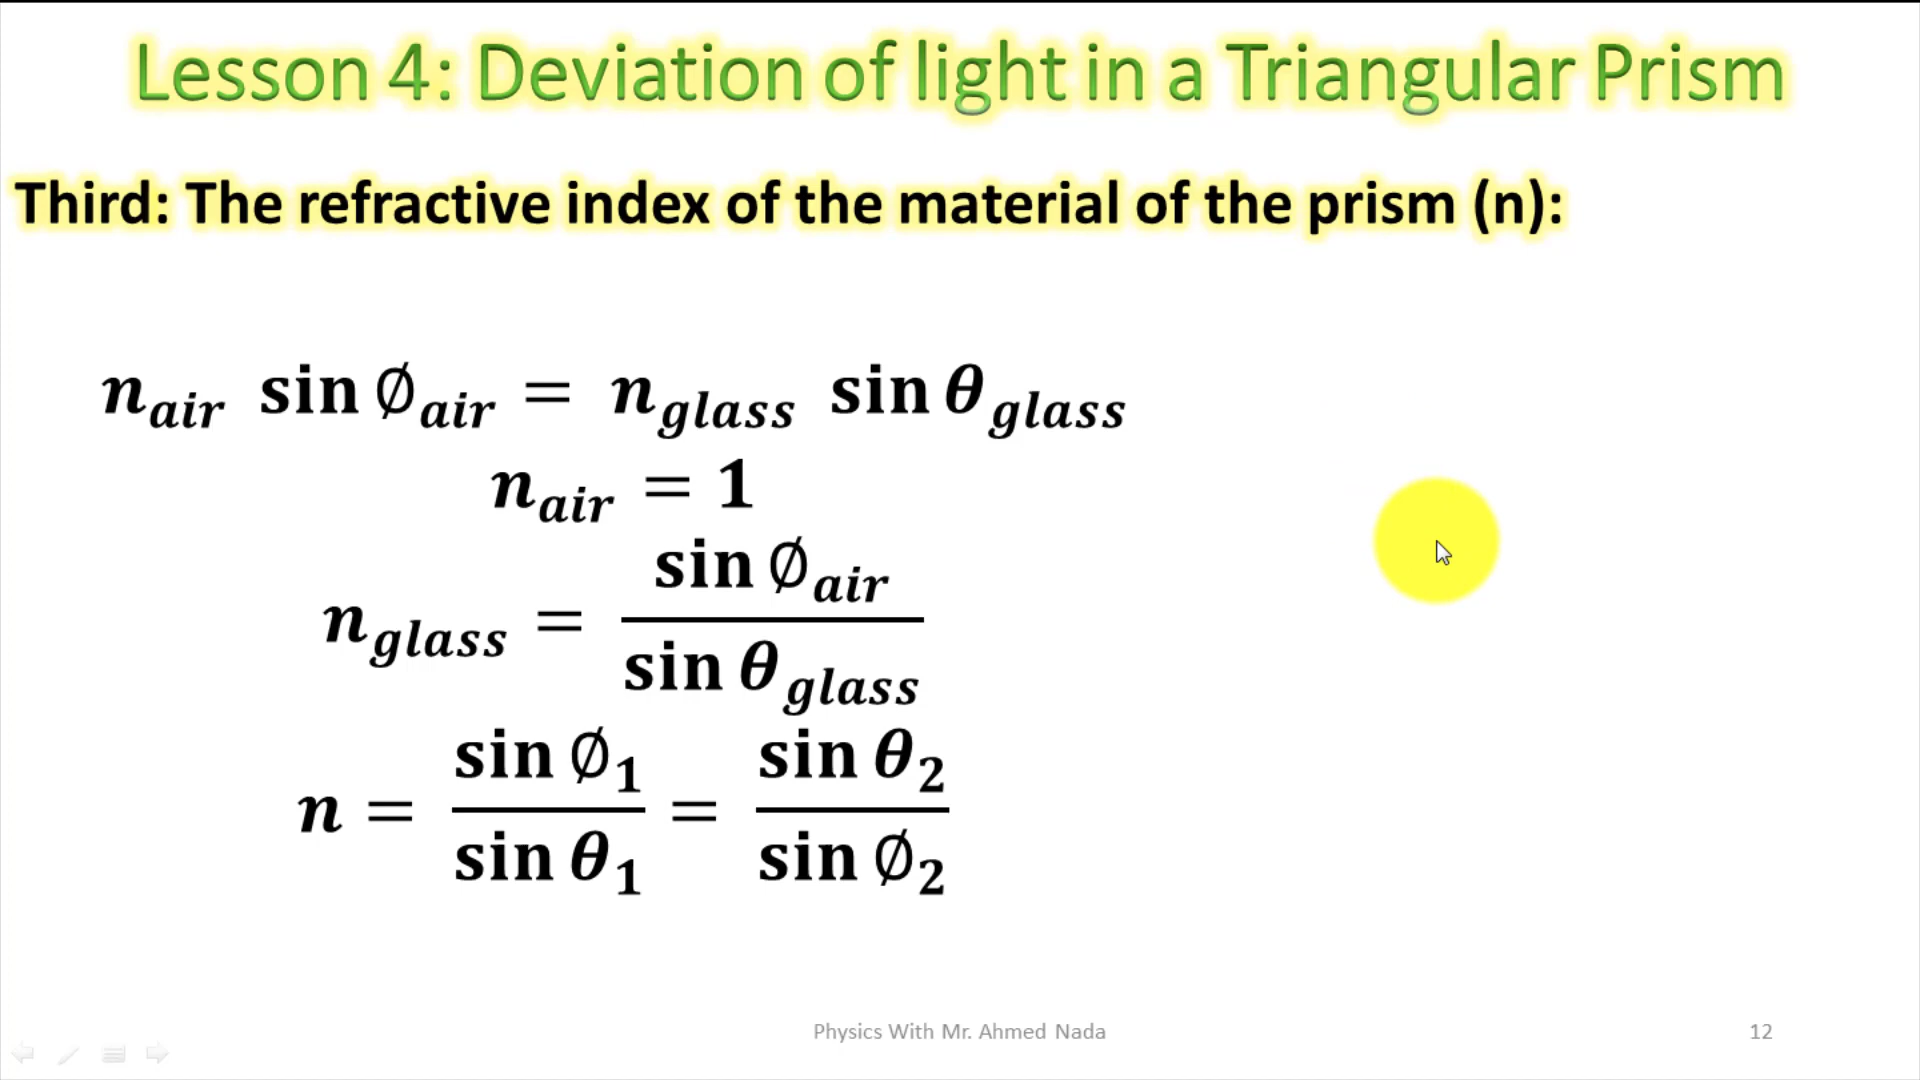 Lesson 4: Deviation of light in a Triangular Prism
Third: The refractive index of the material of the prism (n):
n_air sin ∅_air = n_glass sin θ_glass
n_air = 1
n_glass = sin ∅_air / sin θ_glass
n = sin ∅_1 / sin θ_1 = sin θ_2 / sin ∅_2
Physics With Mr. Ahmed Nada
12